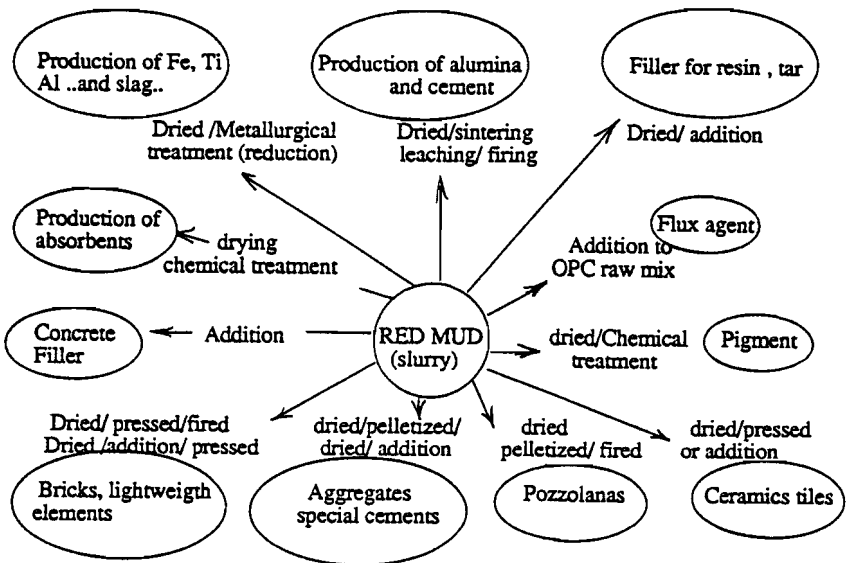 Production of Fe, Ti
Al ..and slag..
Production of alumina
and cement
Filler for resin , tar
Dried /Metallurgical
treatment (reduction)
Dried/sintering
leaching/ firing
Dried/ addition
Production of
absorbents
drying
chemical treatment
Flux agent
Addition to
OPC raw mix
Concrete
Filler
Addition
RED MUD
(slurry)
dried/Chemical
treatment
Pigment
Dried/ pressed/fired
Dried /addition/ pressed
dried/pelletized/
dried/ addition
dried
pelletized/ fired
dried/pressed
or addition
Bricks, lightweigth
elements
Aggregates
special cements
Pozzolanas
Ceramics tiles